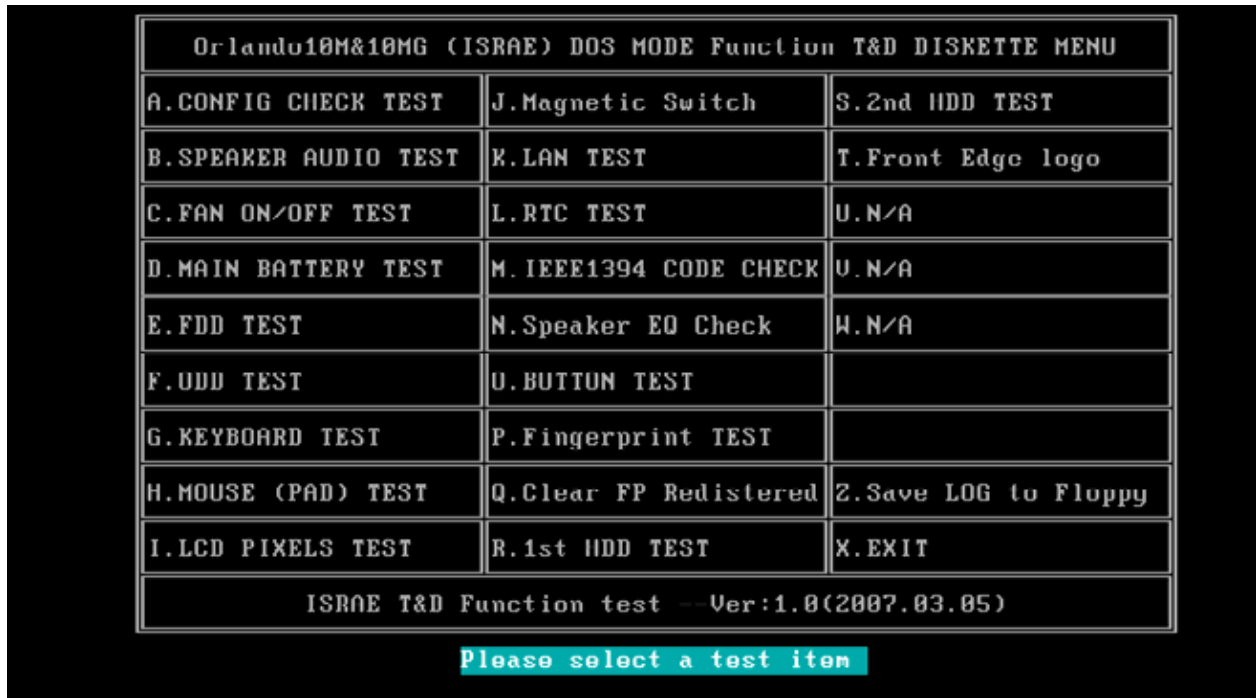 Orlando10M&10MG (ISRAE) DOS MODE Function T&D DISKETTE MENU
A.CONFIG CHECK TEST J.Magnetic Switch S.2nd HDD TEST
B.SPEAKER AUDIO TEST K.LAN TEST T.Front Edge logo
C.FAN ON/OFF TEST L.RTC TEST U.N/A
D.MAIN BATTERY TEST M.IEEE1394 CODE CHECK V.N/A
E.FDD TEST N.Speaker EQ Check W.N/A
F.ODD TEST O.BUTTON TEST
G.KEYBOARD TEST P.Fingerprint TEST
H.MOUSE (PAD) TEST Q.Clear FP Redistered Z.Save LOG to Floppy
I.LCD PIXELS TEST R.1st HDD TEST X.EXIT
ISRAE T&D Function test --Ver:1.0(2007.03.05)
Please select a test item